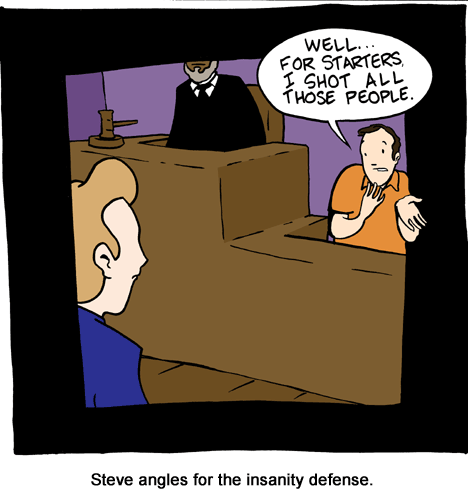 WELL...
FOR STARTERS,
I SHOT ALL
THOSE PEOPLE.
Steve angles for the insanity defense.